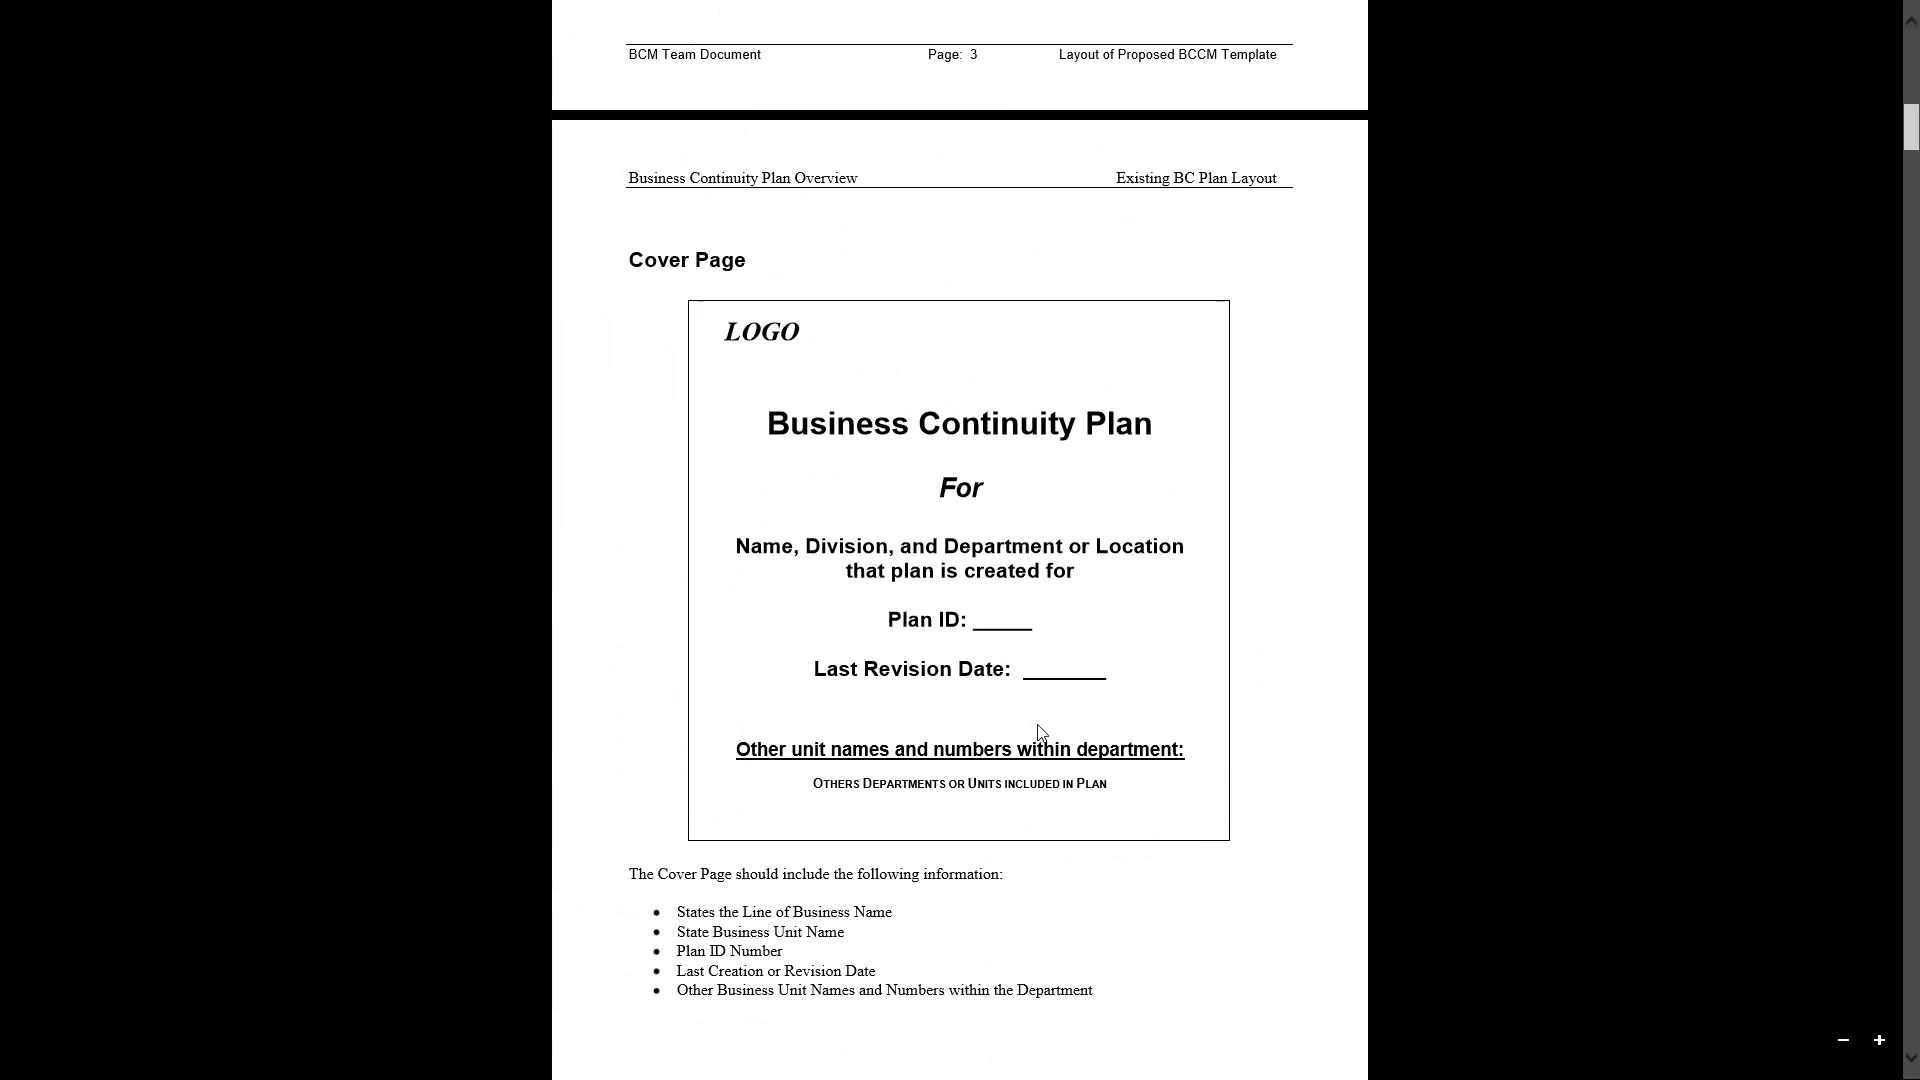 BCM Team Document Page: 3 Layout of Proposed BCCM Template
Business Continuity Plan Overview Existing BC Plan Layout
Cover Page
LOGO
Business Continuity Plan
For
Name, Division, and Department or Location
that plan is created for
Plan ID: _____
Last Revision Date: _______
Other unit names and numbers within department:
OTHERS DEPARTMENTS OR UNITS INCLUDED IN PLAN
The Cover Page should include the following information:
• States the Line of Business Name
• State Business Unit Name
• Plan ID Number
• Last Creation or Revision Date
• Other Business Unit Names and Numbers within the Department